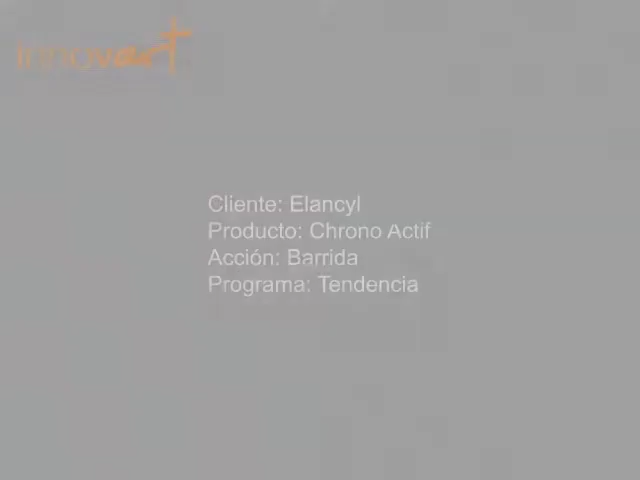 innovart
Cliente: Elancyl
Producto: Chrono Actif
Acción: Barrida
Programa: Tendencia